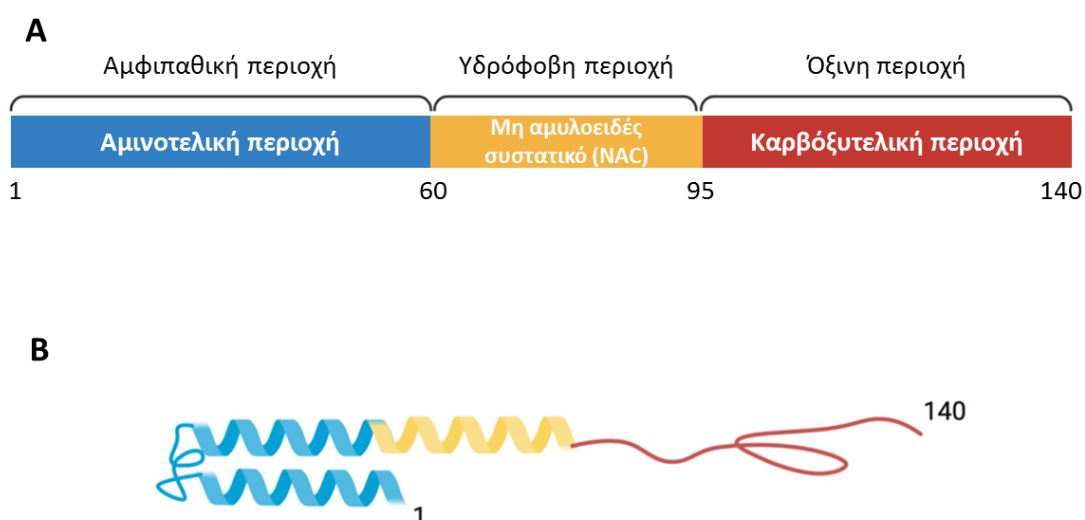 A
Αμφιπαθική περιοχή Υδρόφοβη περιοχή Όξινη περιοχή
Αμινοτελική περιοχή Μη αμυλοειδές συστατικό (NAC) Καρβόξυτελική περιοχή
1 60 95 140
B
140
1